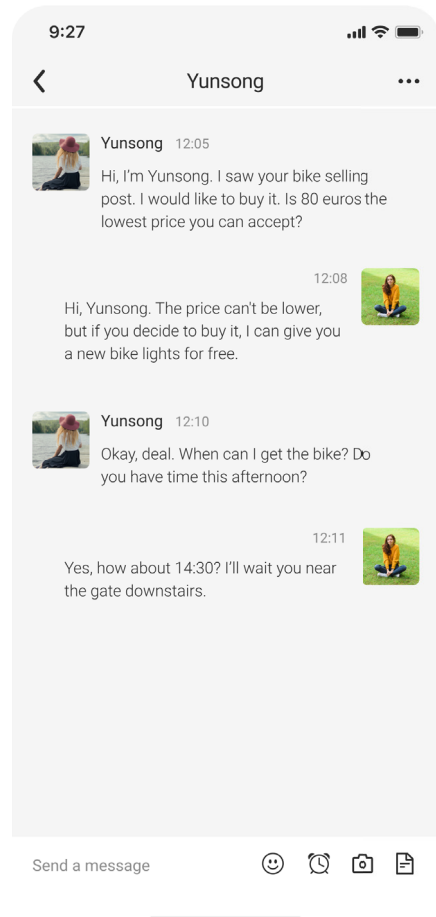 9:27
Yunsong
Yunsong 12:05
Hi, I'm Yunsong. I saw your bike selling
post. I would like to buy it. Is 80 euros the
lowest price you can accept?
12:08
Hi, Yunsong. The price can't be lower,
but if you decide to buy it, I can give you
a new bike lights for free.
Yunsong 12:10
Okay, deal. When can I get the bike? Do
you have time this afternoon?
12:11
Yes, how about 14:30? I'll wait you near
the gate downstairs.
Send a message